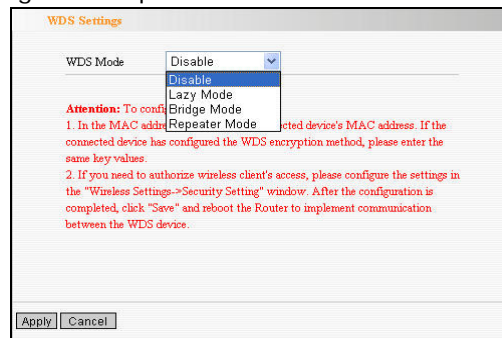 WDS Settings
WDS Mode Disable
Disable
Lazy Mode
Bridge Mode
Repeater Mode
Attention: To confi
1. In the MAC addre cted device's MAC address. If the
connected device has configured the WDS encryption method, please enter the
same key values.
2. If you need to authorize wireless client's access, please configure the settings in
the "Wireless Settings->Security Setting" window. After the configuration is
completed, click "Save" and reboot the Router to implement communication
between the WDS device.
Apply Cancel